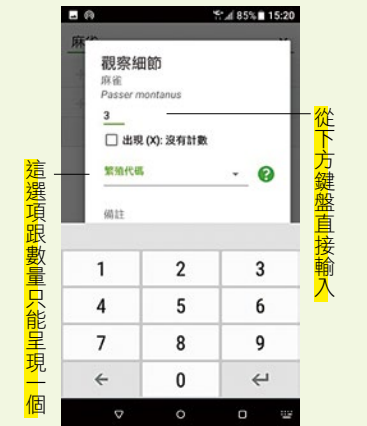 85% 15:20
麻雀
觀察細節
麻雀
Passer montanus
3
出現 (X): 沒有計數
繁殖代碼
備註
1 2 3
4 5 6
7 8 9
0
從下方鍵盤直接輸入
這選項跟數量只能呈現一個